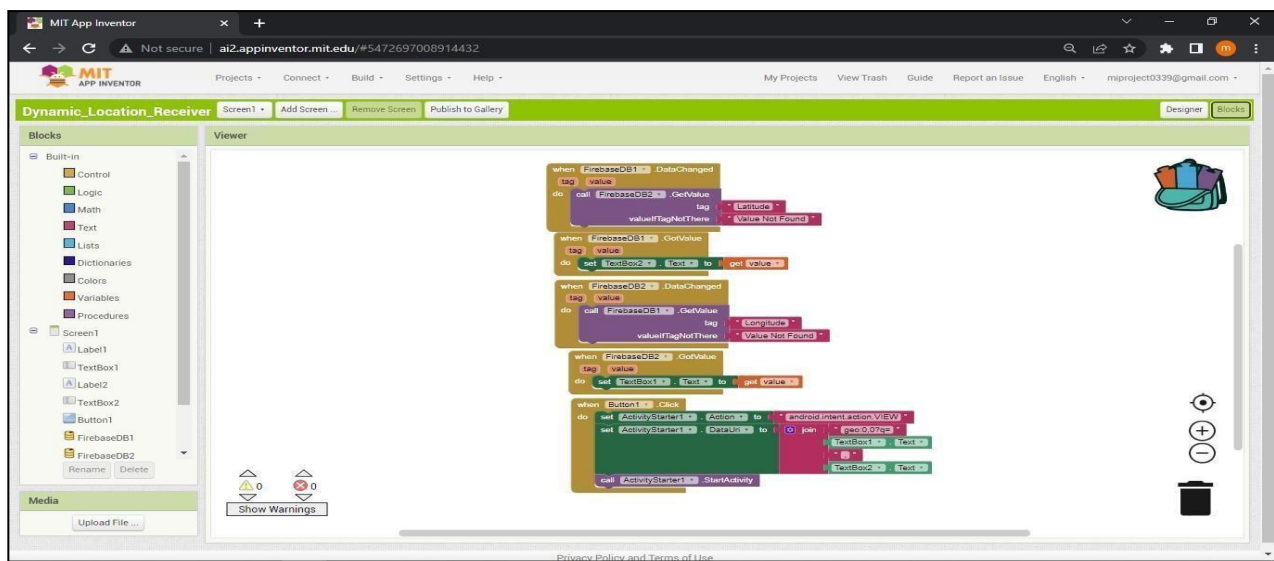 MIT App Inventor
Not secure | ai2.appinventor.mit.edu/#5472697008914432
m
MIT
APP INVENTOR
Projects Connect Build Settings Help
My Projects View Trash Guide Report an Issue English miproject0339@gmail.com
Dynamic_Location_Receiver Screen1 Add Screen ... Remove Screen Publish to Gallery
Designer Blocks
Blocks
Viewer
Built-in
Control
Logic
Math
Text
Lists
Dictionaries
Colors
Variables
Procedures
Screen1
Label1
TextBox1
Label2
TextBox2
Button1
FirebaseDB1
FirebaseDB2
Rename Delete
Media
Upload File ...
when FirebaseDB1 .DataChanged
tag value
do call FirebaseDB2 .GetValue
tag " Latitude "
valueIfTagNotThere " Value Not Found "
when FirebaseDB1 .GotValue
tag value
do set TextBox2 . Text to get value
when FirebaseDB2 .DataChanged
tag value
do call FirebaseDB1 .GetValue
tag " Longitude "
valueIfTagNotThere " Value Not Found "
when FirebaseDB2 .GotValue
tag value
do set TextBox1 . Text to get value
when Button1 .Click
do set ActivityStarter1 . Action to " android.intent.action.VIEW "
set ActivityStarter1 . DataUri to join " geo:0,0?q= "
TextBox1 . Text
" , "
TextBox2 . Text
call ActivityStarter1 .StartActivity
0 0
Show Warnings
Privacy Policy and Terms of Use